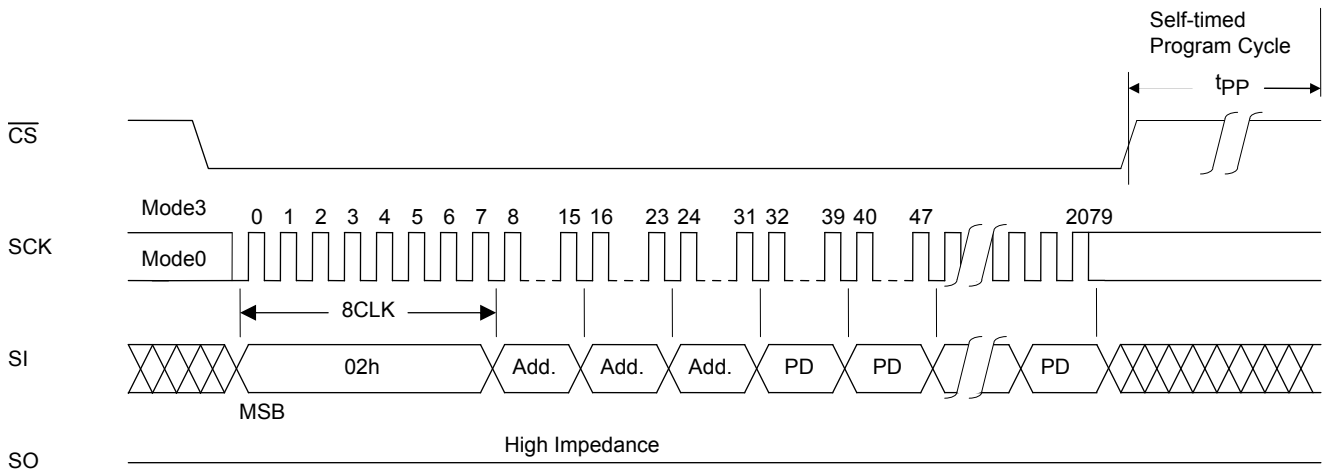 Self-timed
Program Cycle
tPP
CS
Mode3
0 1 2 3 4 5 6 7 8 15 16 23 24 31 32 39 40 47 2079
SCK
Mode0
8CLK
SI
02h Add. Add. Add. PD PD PD
MSB
High Impedance
SO